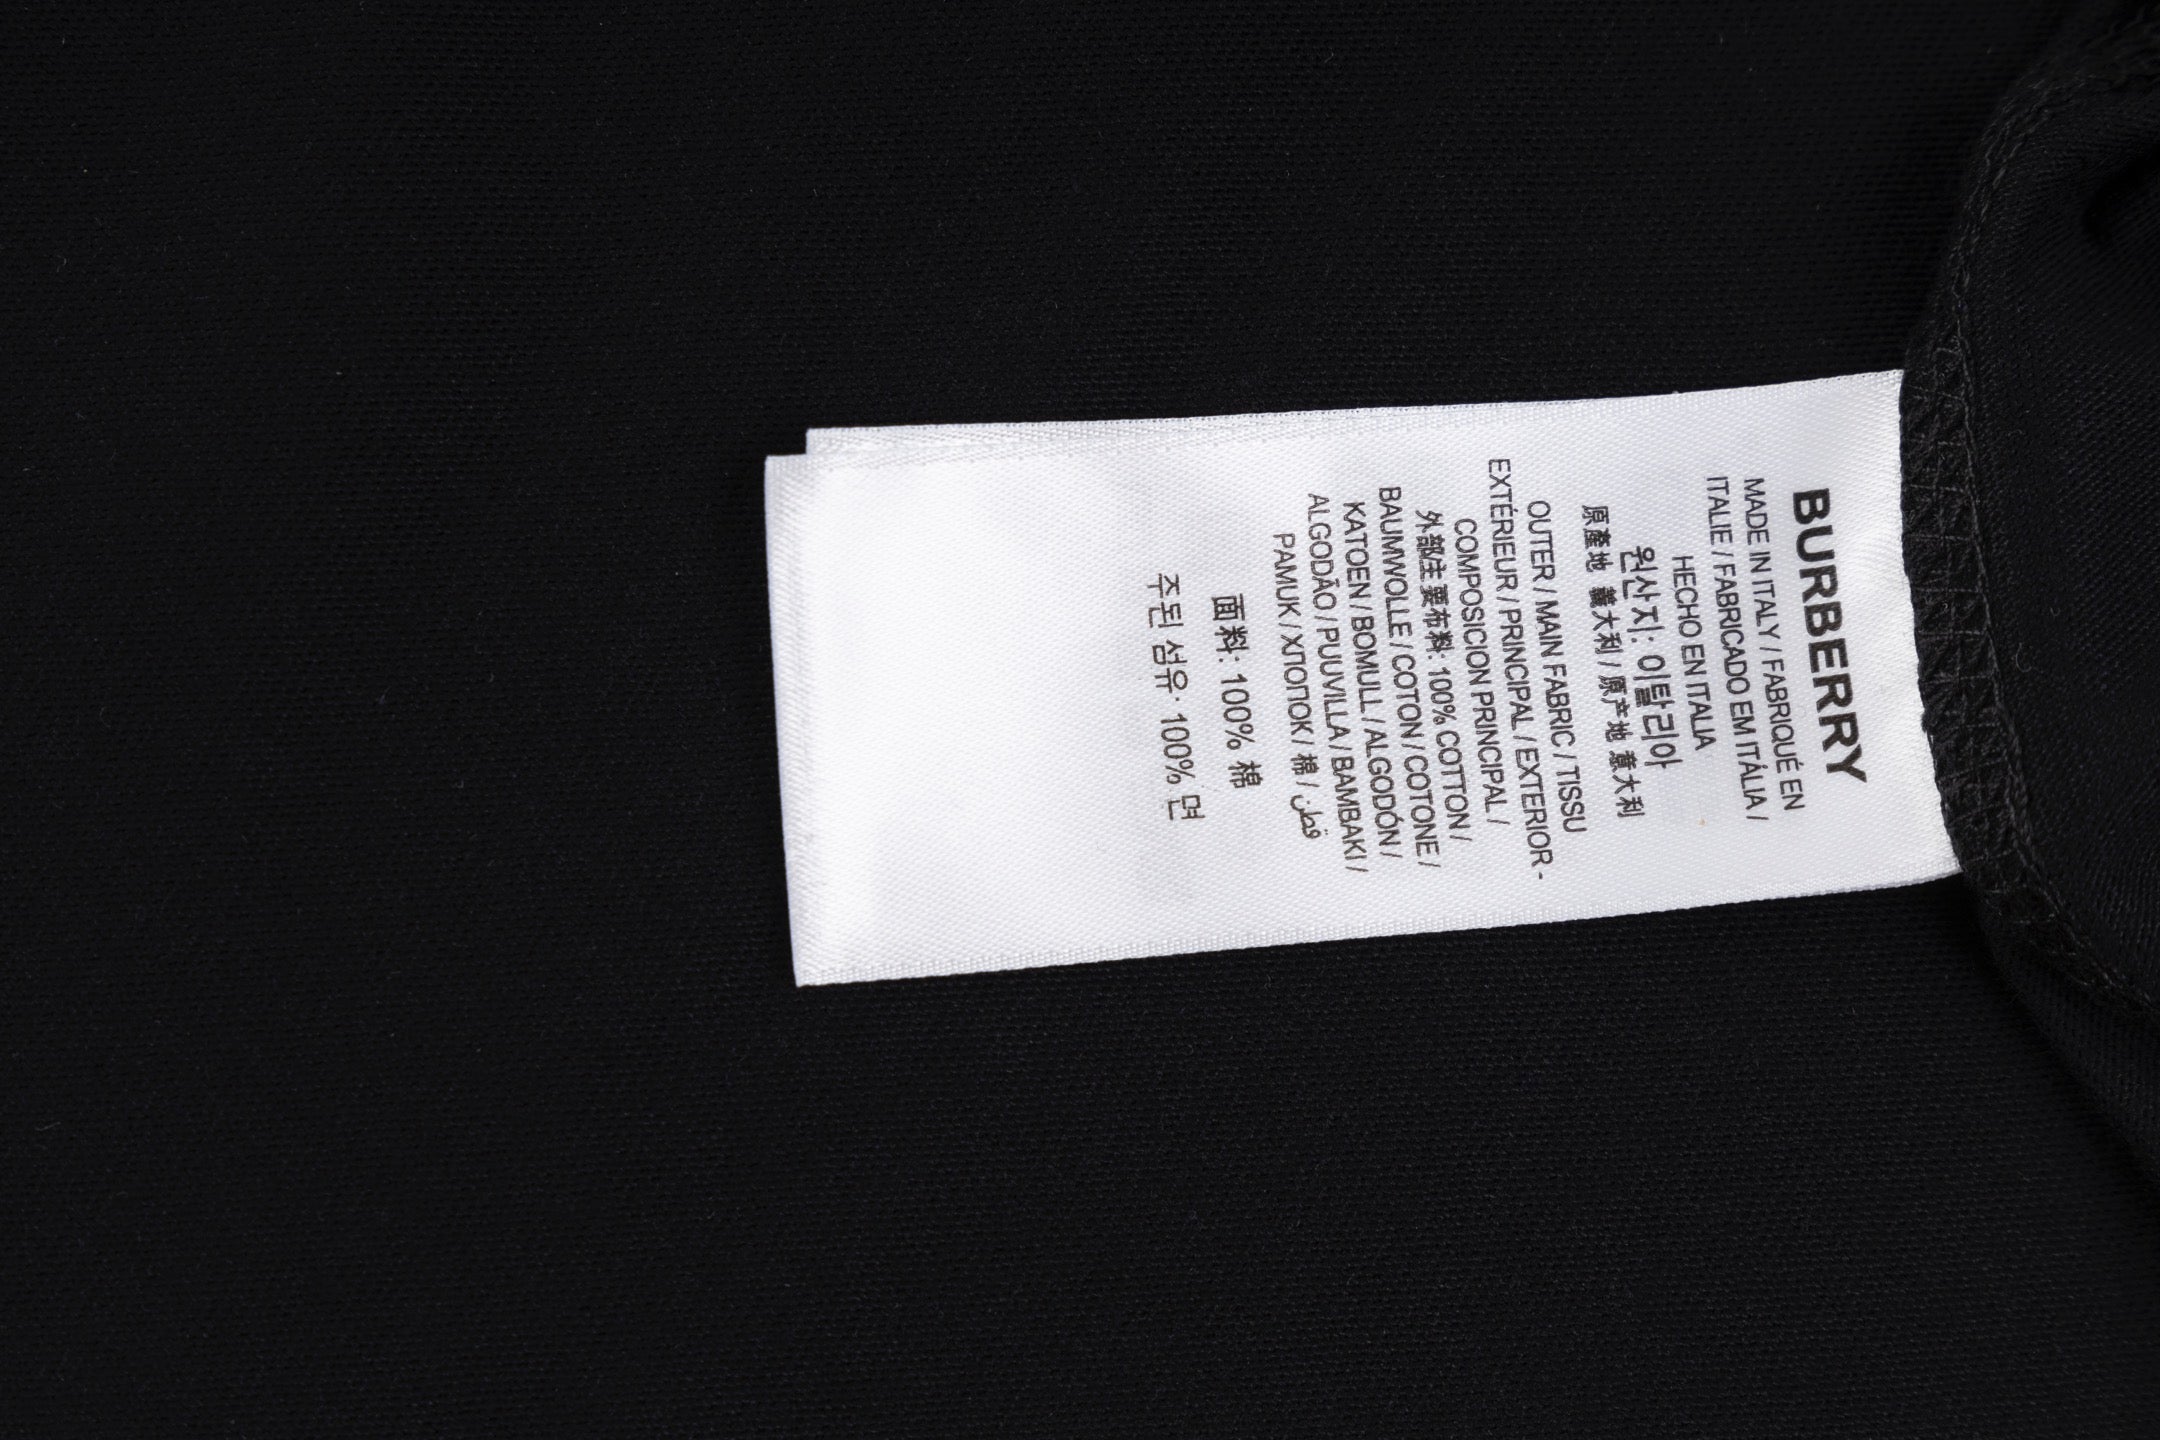 BURBERRY
MADE IN ITALY / FABRIQUÉ EN
ITALIE / FABRICADO EM ITÁLIA /
HECHO EN ITALIA
원산지: 이탈리아
原產地 義大利 / 原产地 意大利
OUTER / MAIN FABRIC / TISSU
EXTÉRIEUR / PRINCIPAL / EXTERIOR -
COMPOSICION PRINCIPAL /
外部主要布料: 100% COTTON /
BAUMWOLLE / COTON / COTONE /
KATOEN / BOMULL / ALGODÓN /
ALGODÃO / PUUVILLA / BAMBAKI /
PAMUK / ХПОПОК / 棉 / قطن
面料: 100% 棉
주된 섬유 100% 면